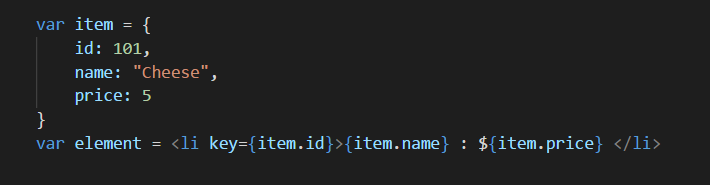 var item = {
    id: 101,
    name: "Cheese",
    price: 5
}
var element = <li key={item.id}>{item.name} : ${item.price} </li>